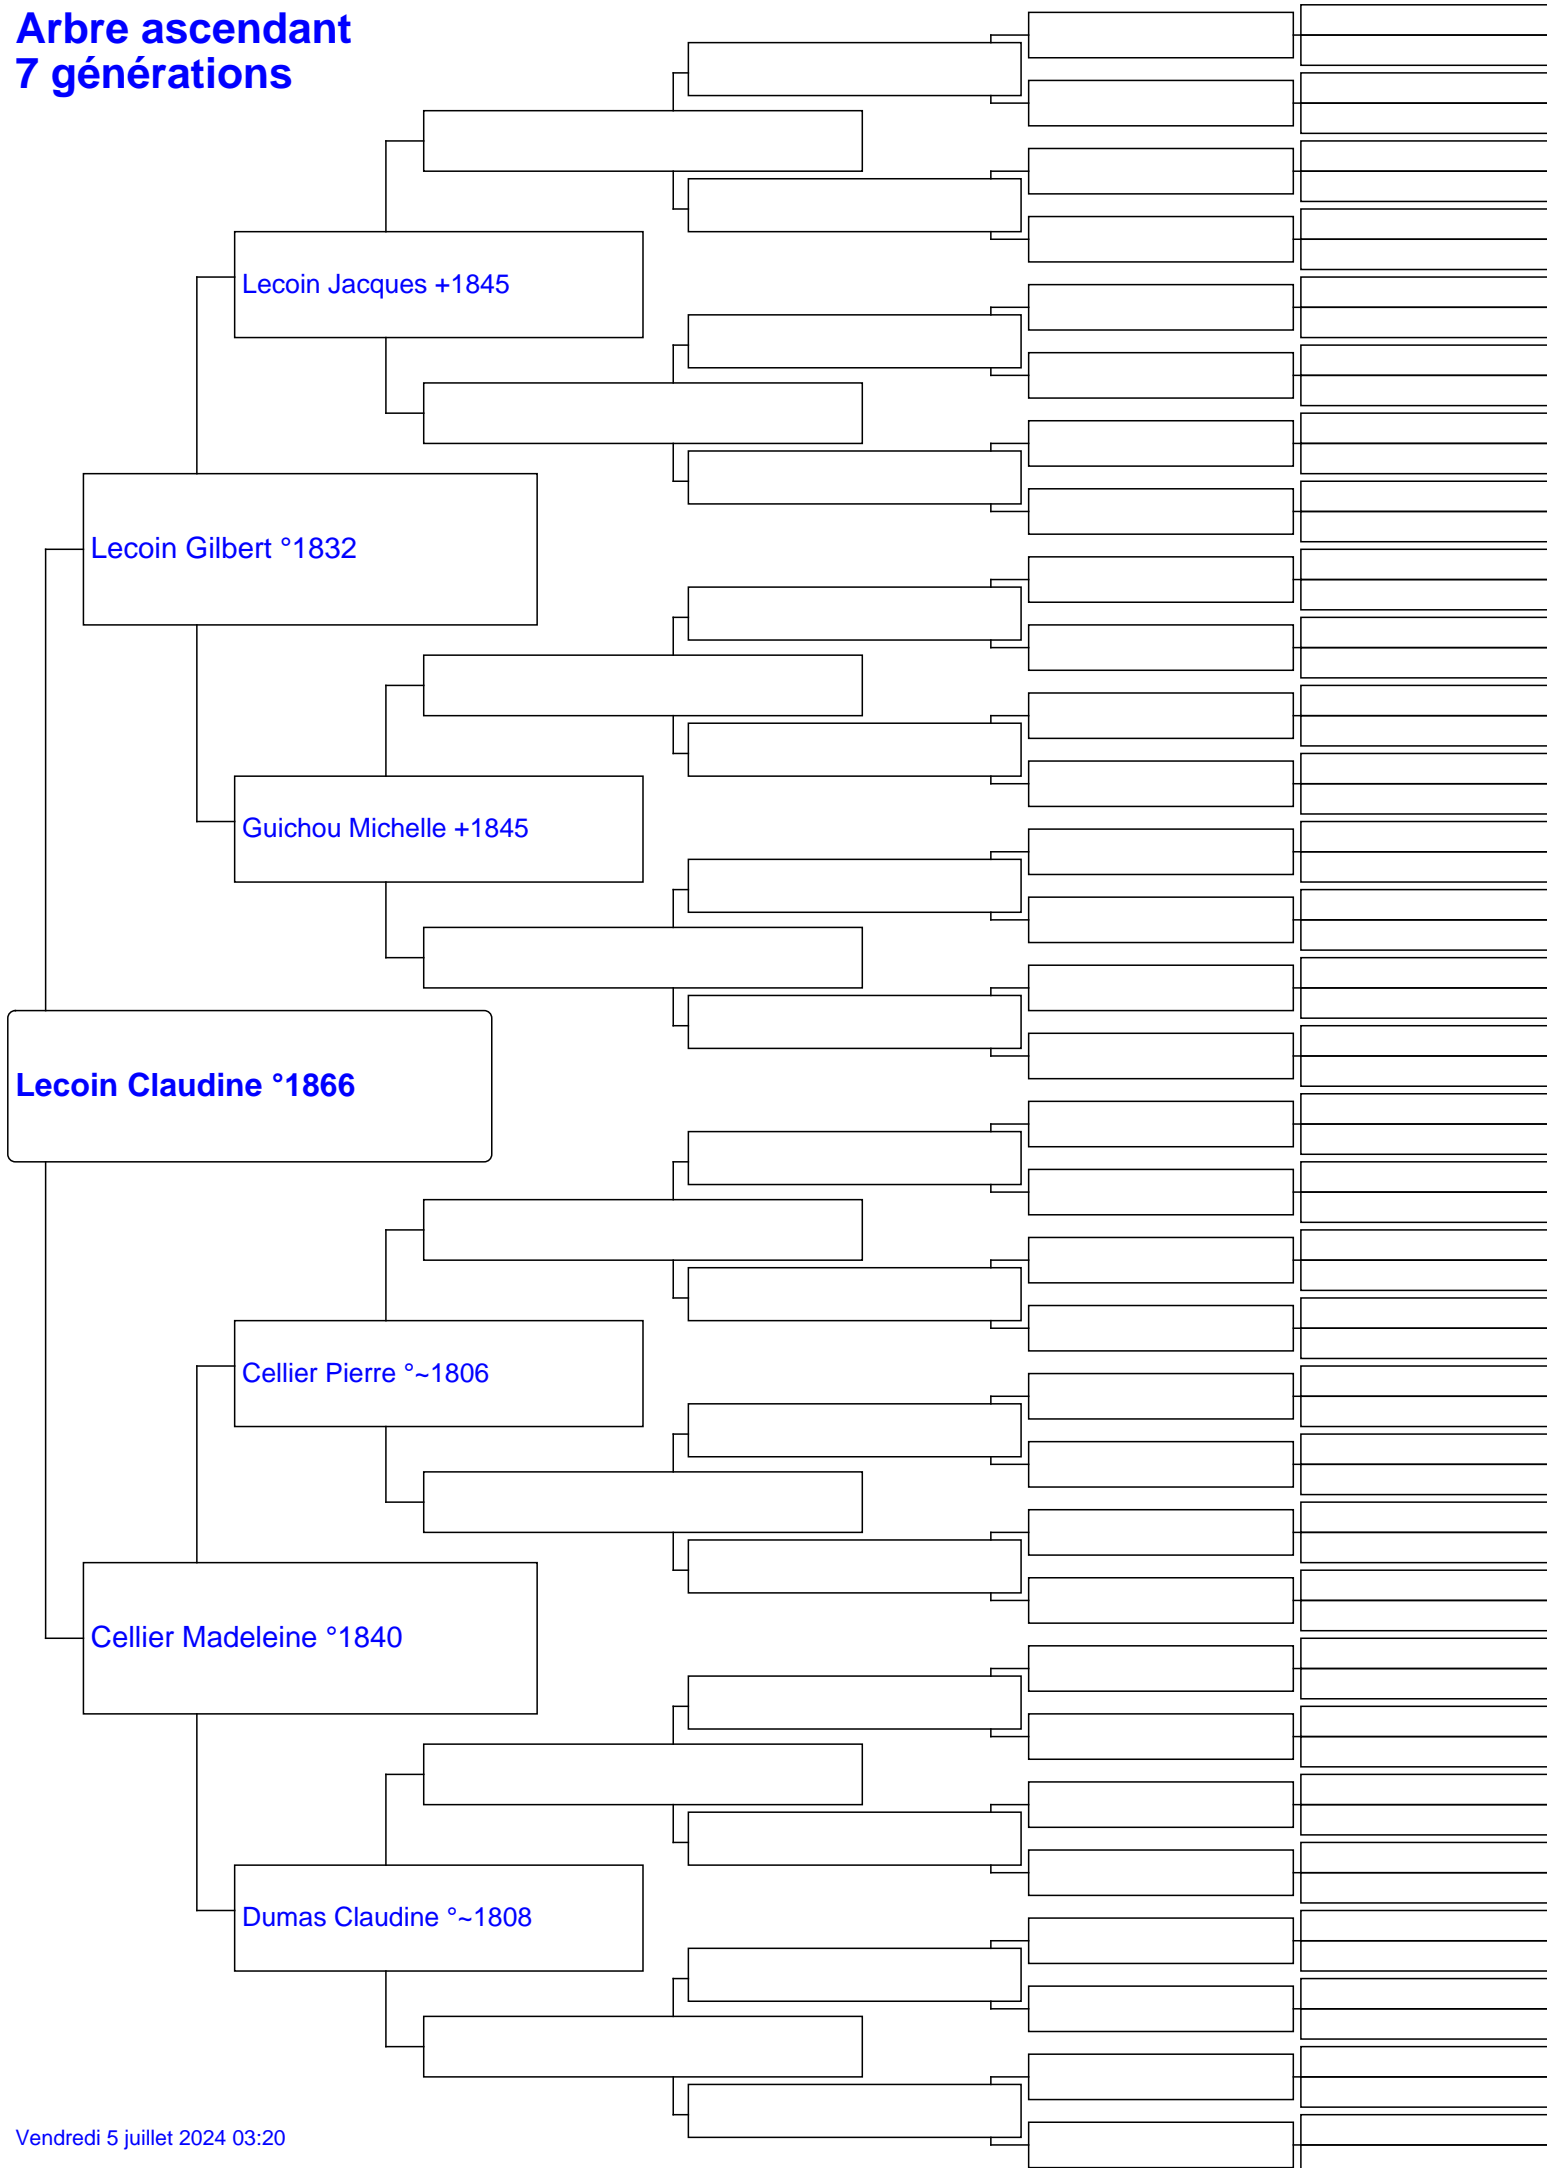 Arbre ascendant
7 générations
Lecoin Jacques +1845
Lecoin Gilbert °1832
Guichou Michelle +1845
Lecoin Claudine °1866
Cellier Pierre °~1806
Cellier Madeleine °1840
Dumas Claudine °~1808
Vendredi 5 juillet 2024 03:20